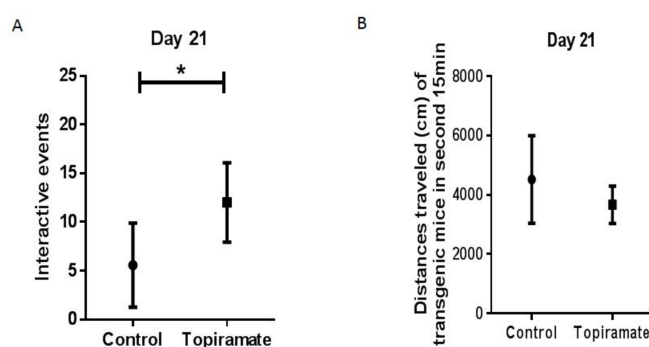 A
Day 21
*
25
20
15
10
5
0
Interactive events
Control Topiramate
B
Day 21
8000
6000
4000
2000
0
Distances traveled (cm) of
transgenic mice in second 15min
Control Topiramate